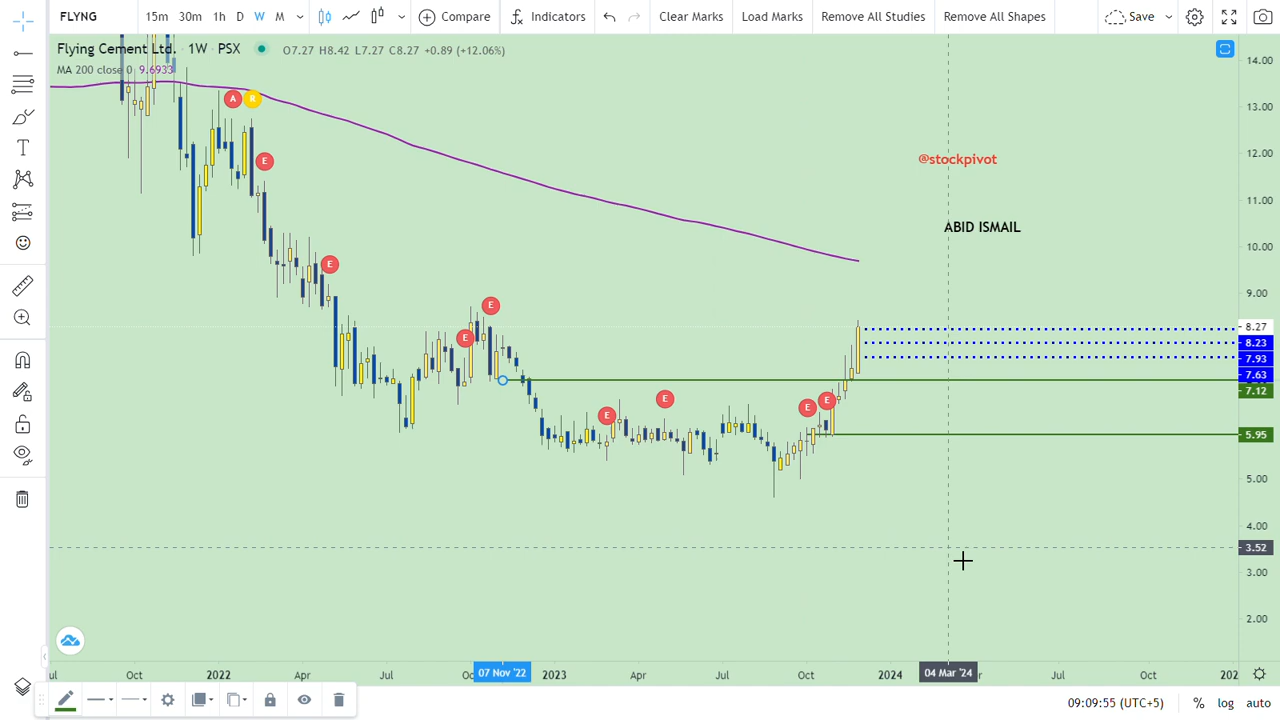 FLYNG 15m 30m 1h D W M Compare Indicators Clear Marks Load Marks Remove All Studies Remove All Shapes Save
Flying Cement Ltd. · 1W · PSX O7.27 H8.42 L7.27 C8.27 +0.89 (+12.06%)
MA 200 close 0 9.6933
14.00
13.00
12.00
11.00
10.00
9.00
8.27
8.23
7.93
7.63
7.12
5.95
5.00
4.00
3.52
3.00
2.00
A R
E
E
E
E
E
E
E
E
@stockpivot
ABID ISMAIL
Oct 2022 Apr Jul 07 Nov '22 2023 Apr Jul Oct 2024 04 Mar '24 Jul Oct
09:09:55 (UTC+5) % log auto